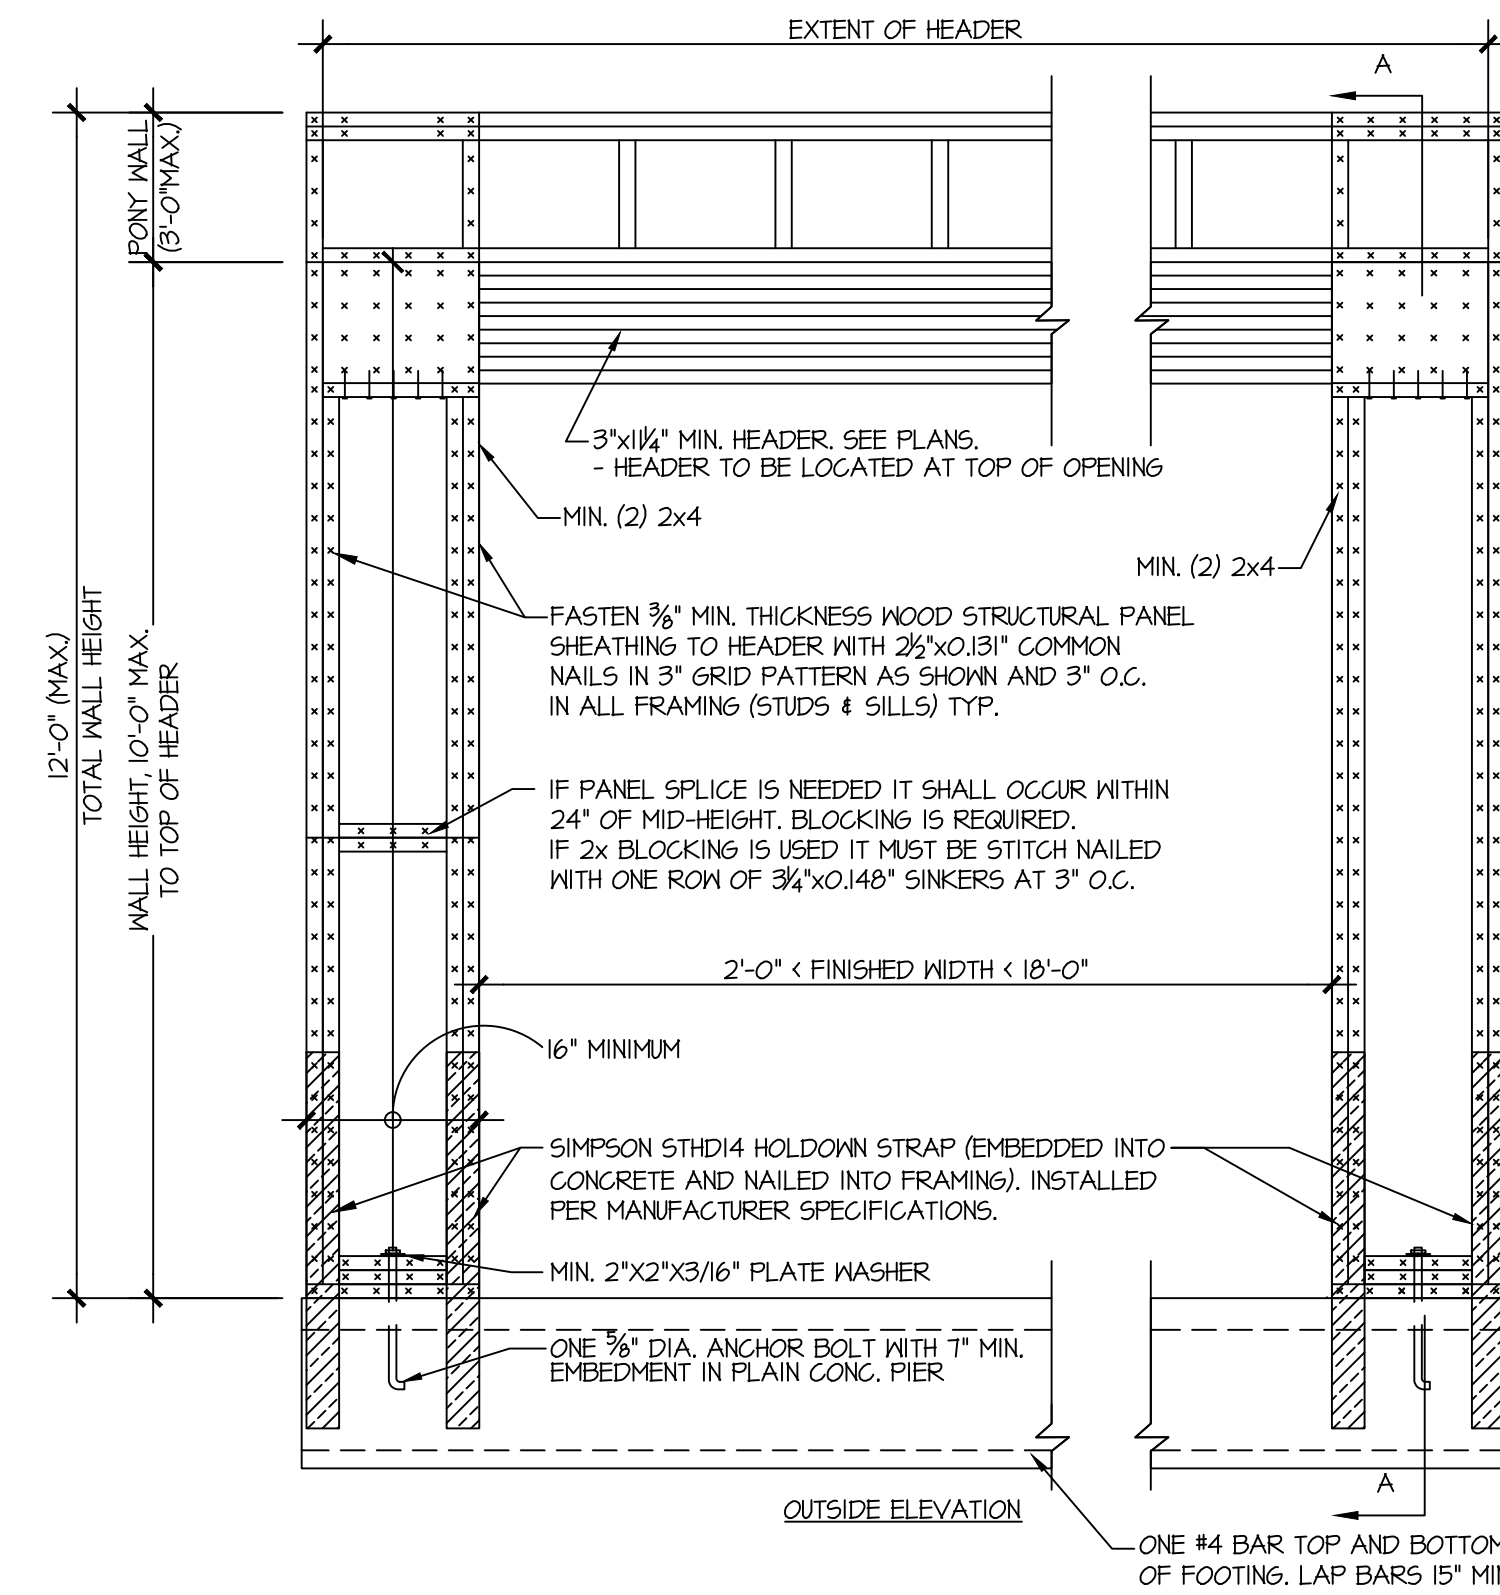 EXTENT OF HEADER
A
PONY WALL
(3'-0"MAX.)
3"x11¼" MIN. HEADER. SEE PLANS.
- HEADER TO BE LOCATED AT TOP OF OPENING
MIN. (2) 2x4
MIN. (2) 2x4
FASTEN ⅜" MIN. THICKNESS WOOD STRUCTURAL PANEL
SHEATHING TO HEADER WITH 2½"x0.131" COMMON
NAILS IN 3" GRID PATTERN AS SHOWN AND 3" O.C.
IN ALL FRAMING (STUDS & SILLS) TYP.
12'-0" (MAX.)
TOTAL WALL HEIGHT
WALL HEIGHT, 10'-0" MAX.
TO TOP OF HEADER
IF PANEL SPLICE IS NEEDED IT SHALL OCCUR WITHIN
24" OF MID-HEIGHT. BLOCKING IS REQUIRED.
IF 2x BLOCKING IS USED IT MUST BE STITCH NAILED
WITH ONE ROW OF 3¼"x0.148" SINKERS AT 3" O.C.
2'-0" < FINISHED WIDTH < 18'-0"
16" MINIMUM
SIMPSON STHD14 HOLDOWN STRAP (EMBEDDED INTO
CONCRETE AND NAILED INTO FRAMING). INSTALLED
PER MANUFACTURER SPECIFICATIONS.
MIN. 2"X2"X3/16" PLATE WASHER
ONE ⅝" DIA. ANCHOR BOLT WITH 7" MIN.
EMBEDMENT IN PLAIN CONC. PIER
A
OUTSIDE ELEVATION
ONE #4 BAR TOP AND BOTTOM
OF FOOTING. LAP BARS 15" MIN